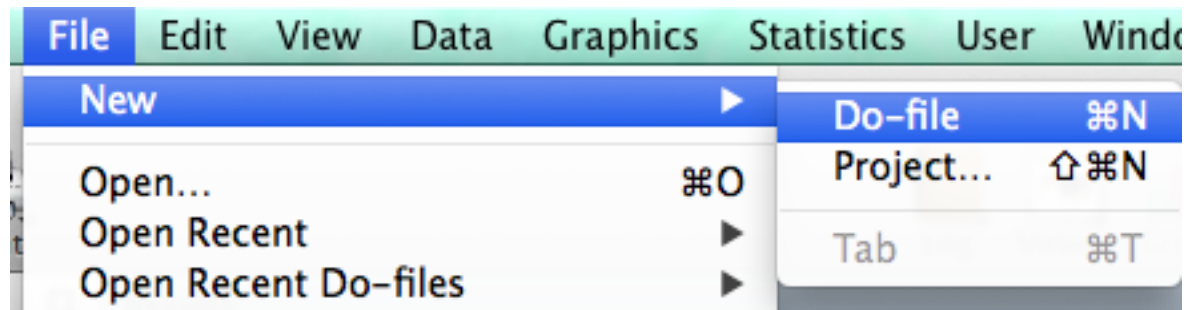 File Edit View Data Graphics Statistics User
New
Do-file ⌘N
Project... ⇧⌘N
Tab ⌘T
Open... ⌘O
Open Recent
Open Recent Do-files